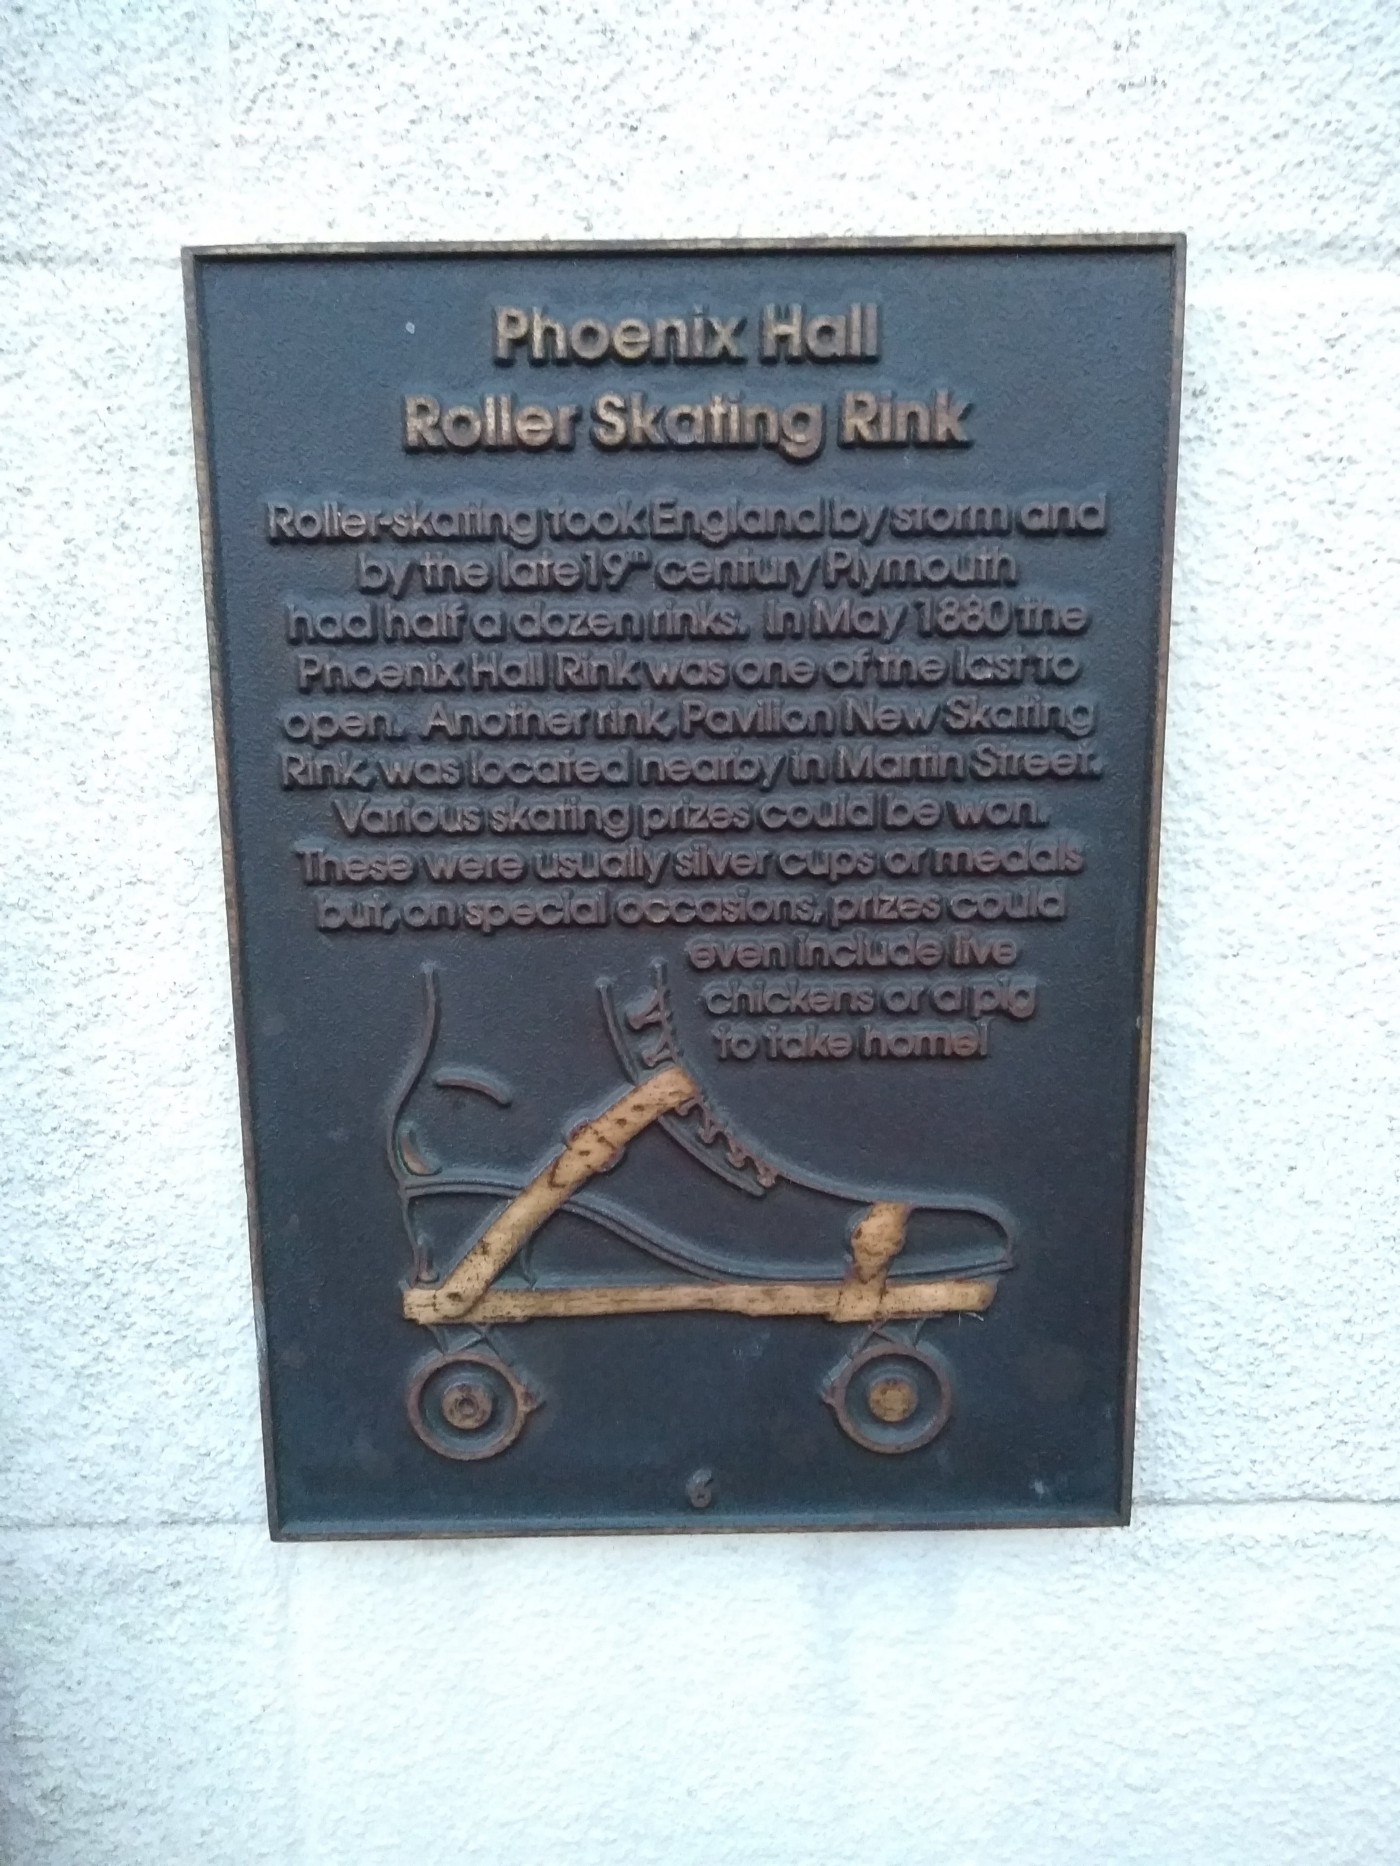 Phoenix Hall
Roller Skating Rink
Roller-skating took England by storm and
by the late 19th century Plymouth
had half a dozen rinks. In May 1880 the
Phoenix Hall Rink was one of the last to
open. Another rink, Pavilion New Skating
Rink, was located nearby in Martin Street.
Various skating prizes could be won.
These were usually silver cups or medals
but, on special occasions, prizes could
even include live
chickens or a pig
to take home!
6